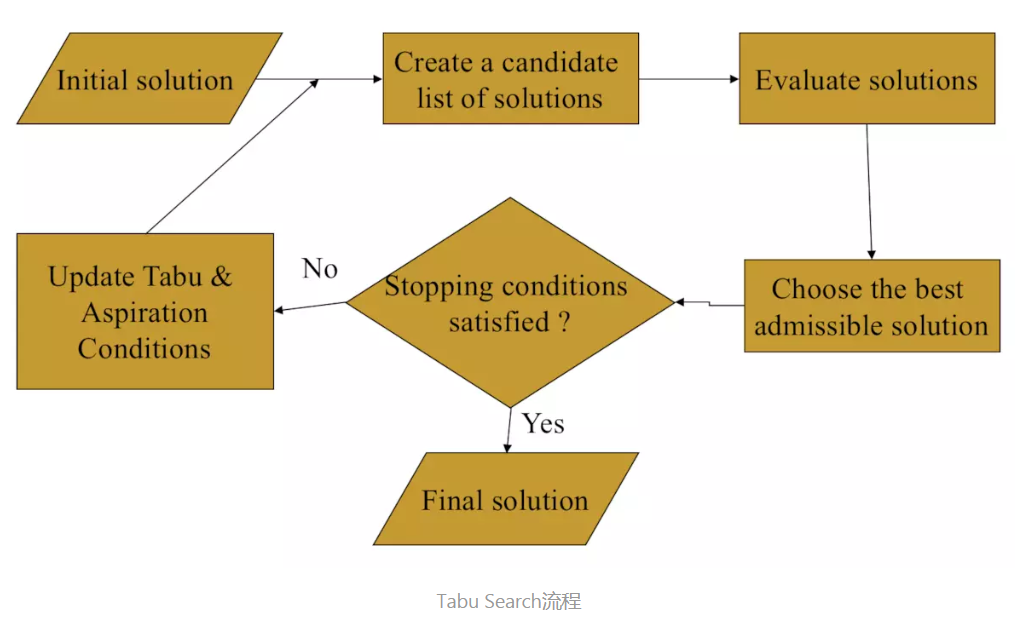 Initial solution
Create a candidate
list of solutions
Evaluate solutions
Update Tabu &
Aspiration
Conditions
No
Stopping conditions
satisfied ?
Choose the best
admissible solution
Yes
Final solution
Tabu Search流程